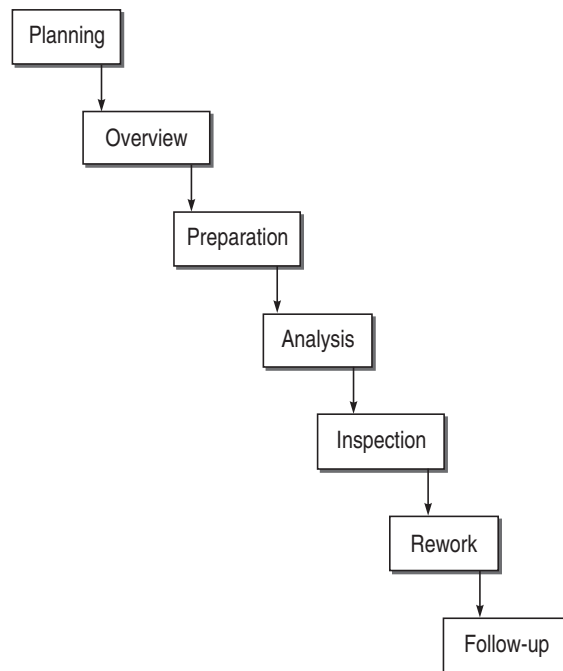 Planning
Overview
Preparation
Analysis
Inspection
Rework
Follow-up